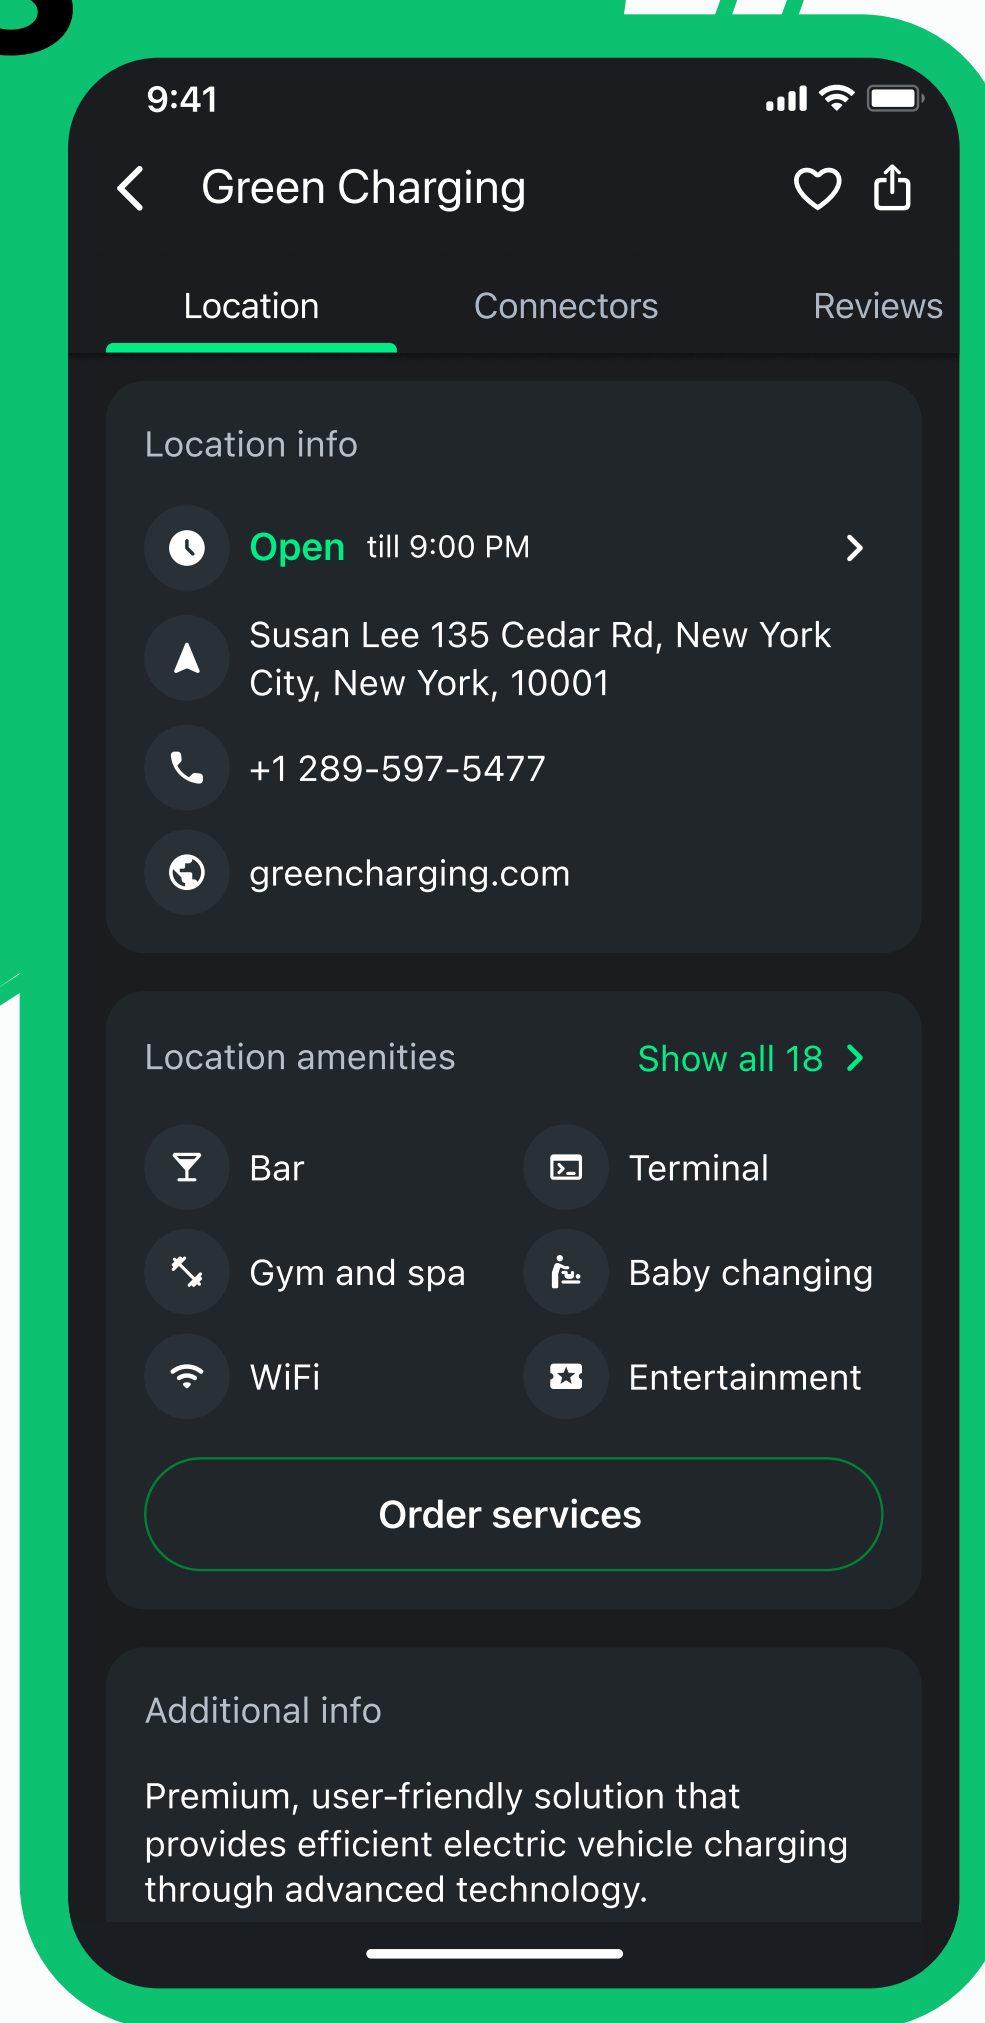 9:41
Green Charging
Location
Connectors
Reviews
Location info
Open till 9:00 PM
Susan Lee 135 Cedar Rd, New York
City, New York, 10001
+1 289-597-5477
greencharging.com
Location amenities
Show all 18
Bar
Terminal
Gym and spa
Baby changing
WiFi
Entertainment
Order services
Additional info
Premium, user-friendly solution that
provides efficient electric vehicle charging
through advanced technology.